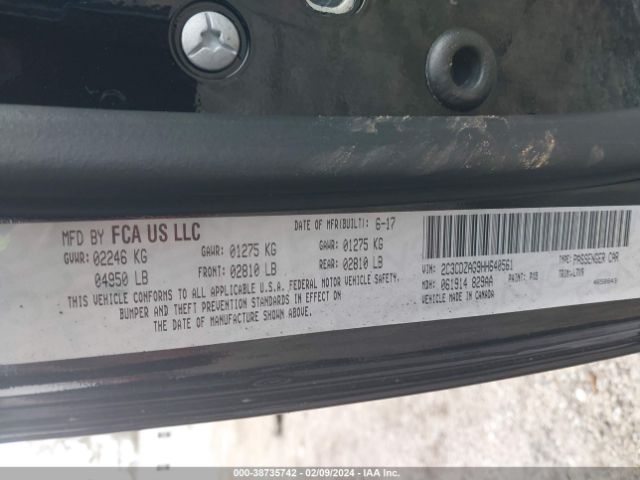 MFD BY FCA US LLC
DATE OF MFR(BUILT): 6-17
GVWR: 02246 KG
GAWR: 01275 KG
GAWR: 01275 KG
04950 LB
FRONT: 02810 LB
REAR: 02810 LB
THIS VEHICLE CONFORMS TO ALL APPLICABLE U.S.A. FEDERAL MOTOR VEHICLE SAFETY,
BUMPER AND THEFT PREVENTION STANDARDS IN EFFECT ON
THE DATE OF MANUFACTURE SHOWN ABOVE.
VIN: 2C3CDZAG9HH640561
TYPE: PASSENGER CAR
MDH: 061914 829AA
PAINT: PX8
VEHICLE MADE IN CANADA
000-38735742 - 02/09/2024 - IAA Inc.